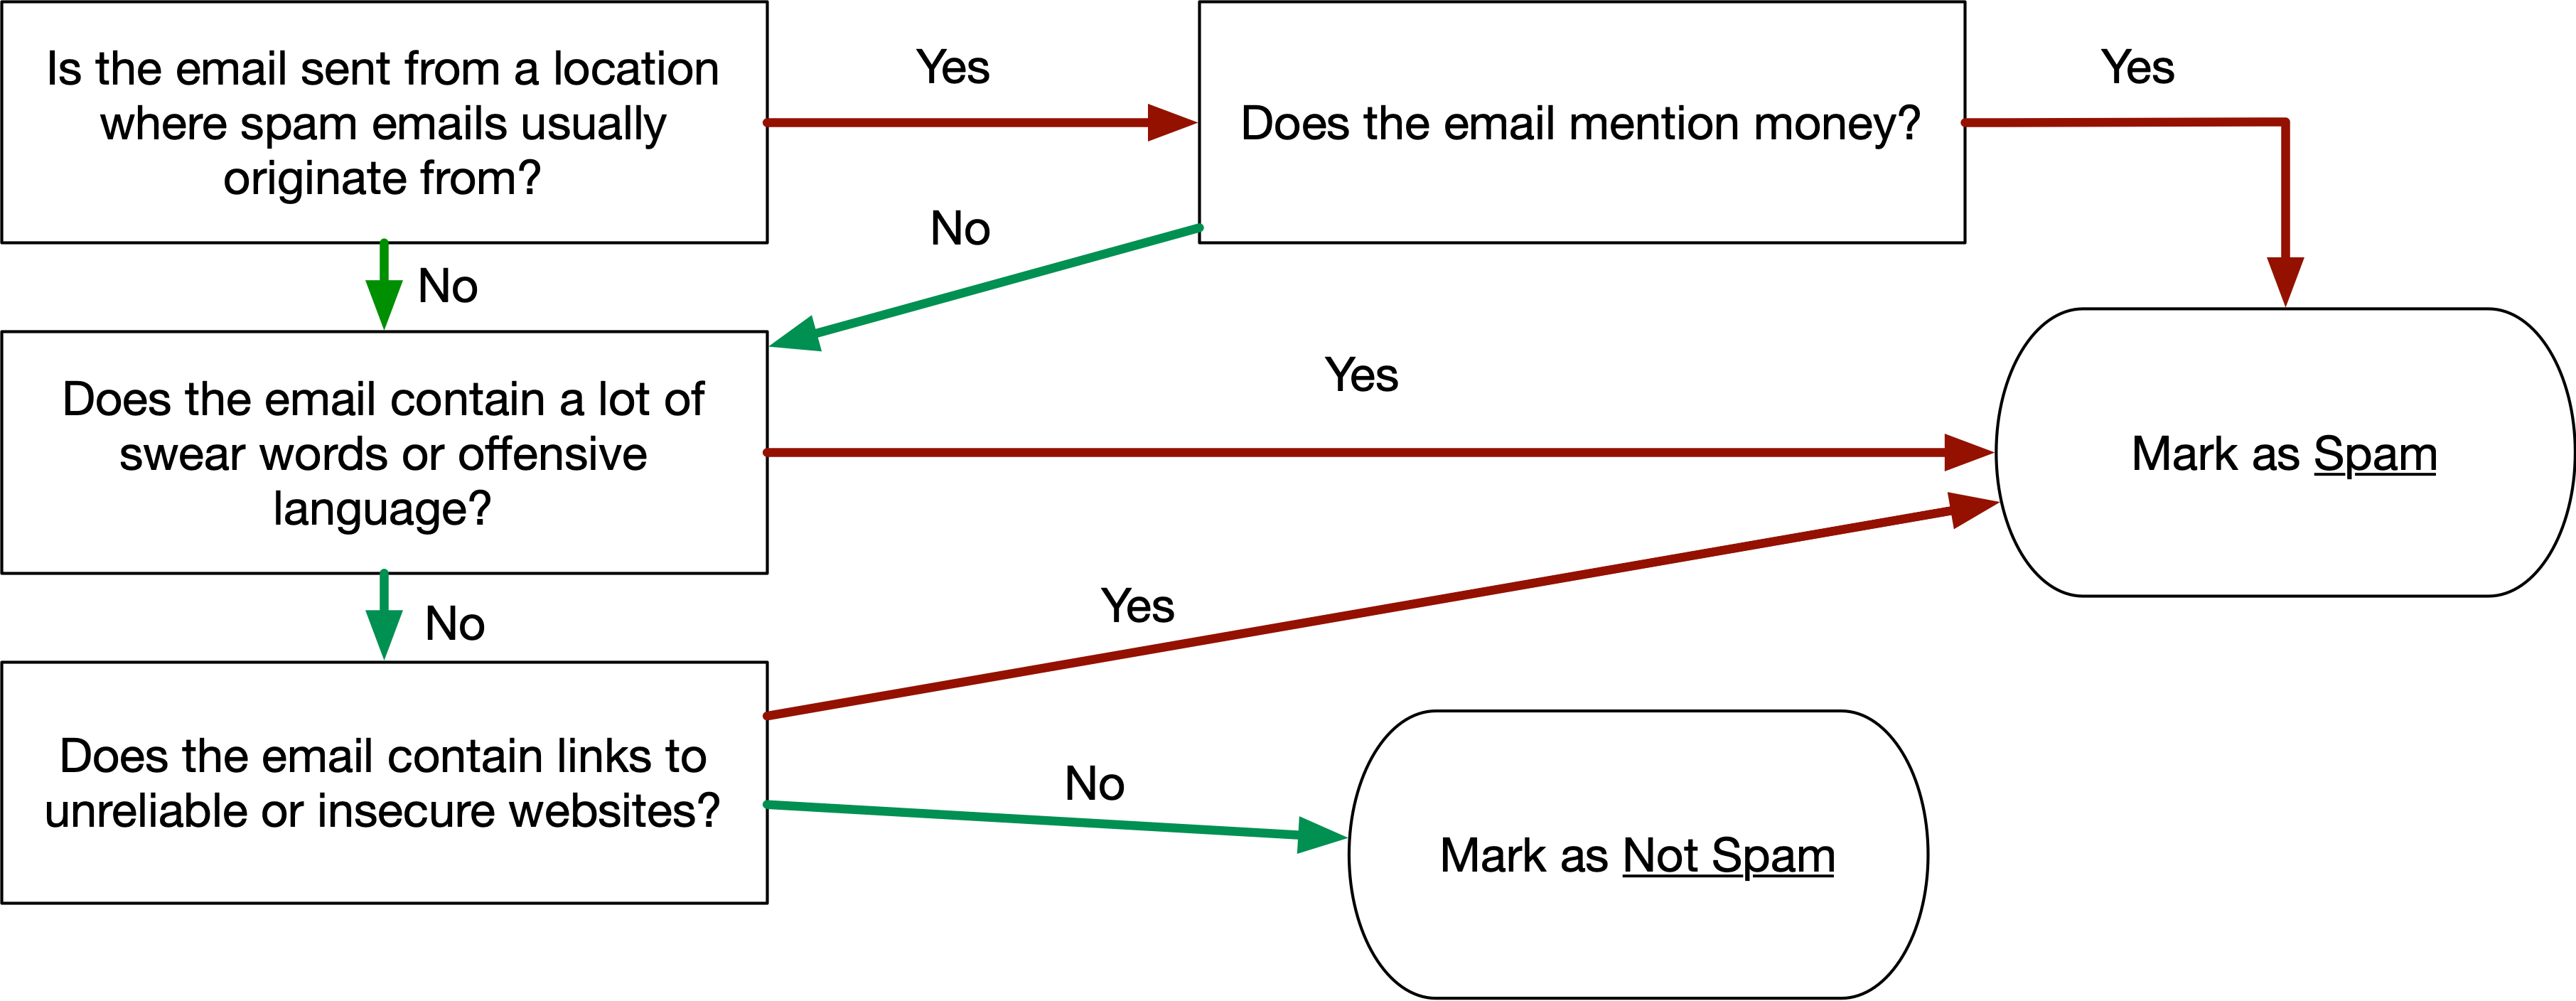 Is the email sent from a location
where spam emails usually
originate from?
Yes
Does the email mention money?
Yes
No
No
Does the email contain a lot of
swear words or offensive
language?
Yes
Mark as Spam
No
Yes
Does the email contain links to
unreliable or insecure websites?
No
Mark as Not Spam